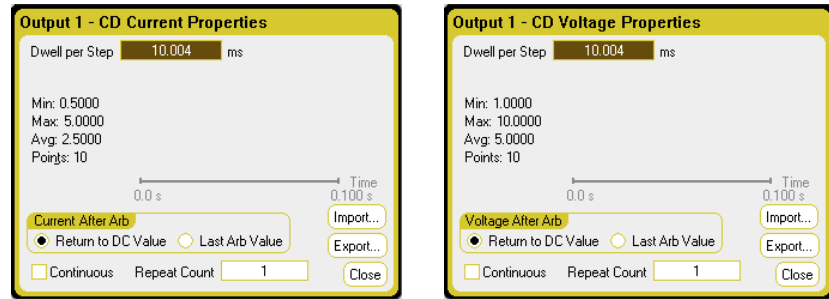 Output 1 - CD Current Properties
Dwell per Step 10.004 ms
Min: 0.5000
Max: 5.0000
Avg: 2.5000
Points: 10
Time
0.0 s 0.100 s
Current After Arb
Return to DC Value Last Arb Value
Import...
Export...
Continuous Repeat Count 1 Close
Output 1 - CD Voltage Properties
Dwell per Step 10.004 ms
Min: 1.0000
Max: 10.0000
Avg: 5.0000
Points: 10
Time
0.0 s 0.100 s
Voltage After Arb
Return to DC Value Last Arb Value
Import...
Export...
Continuous Repeat Count 1 Close